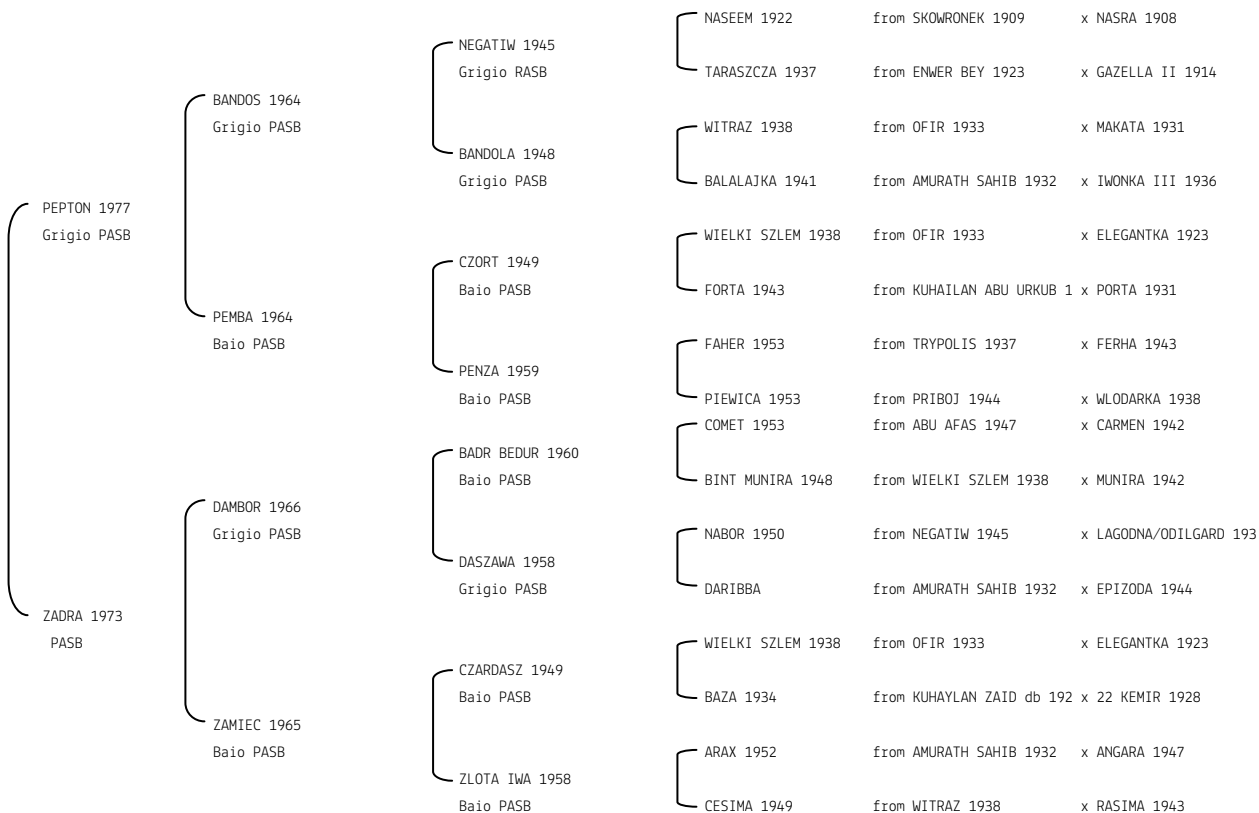 NASEEM 1922 from SKOWRONEK 1909 x NASRA 1908
NEGATIW 1945
Grigio RASB
TARASZCZA 1937 from ENWER BEY 1923 x GAZELLA II 1914
BANDOS 1964
Grigio PASB
WITRAZ 1938 from OFIR 1933 x MAKATA 1931
BANDOLA 1948
Grigio PASB
BALALAJKA 1941 from AMURATH SAHIB 1932 x IWONKA III 1936
PEPTON 1977
Grigio PASB
WIELKI SZLEM 1938 from OFIR 1933 x ELEGANTKA 1923
CZORT 1949
Baio PASB
FORTA 1943 from KUHAILAN ABU URKUB 1 x PORTA 1931
PEMBA 1964
Baio PASB
FAHER 1953 from TRYPOLIS 1937 x FERHA 1943
PENZA 1959
Baio PASB
PIEWICA 1953 from PRIBOJ 1944 x WLODARKA 1938
COMET 1953 from ABU AFAS 1947 x CARMEN 1942
BADR BEDUR 1960
Baio PASB
BINT MUNIRA 1948 from WIELKI SZLEM 1938 x MUNIRA 1942
DAMBOR 1966
Grigio PASB
NABOR 1950 from NEGATIW 1945 x LAGODNA/ODILGARD 193
DASZAWA 1958
Grigio PASB
DARIBBA from AMURATH SAHIB 1932 x EPIZODA 1944
ZADRA 1973
PASB
WIELKI SZLEM 1938 from OFIR 1933 x ELEGANTKA 1923
CZARDASZ 1949
Baio PASB
BAZA 1934 from KUHAYLAN ZAID db 192 x 22 KEMIR 1928
ZAMIEC 1965
Baio PASB
ARAX 1952 from AMURATH SAHIB 1932 x ANGARA 1947
ZLOTA IWA 1958
Baio PASB
CESIMA 1949 from WITRAZ 1938 x RASIMA 1943